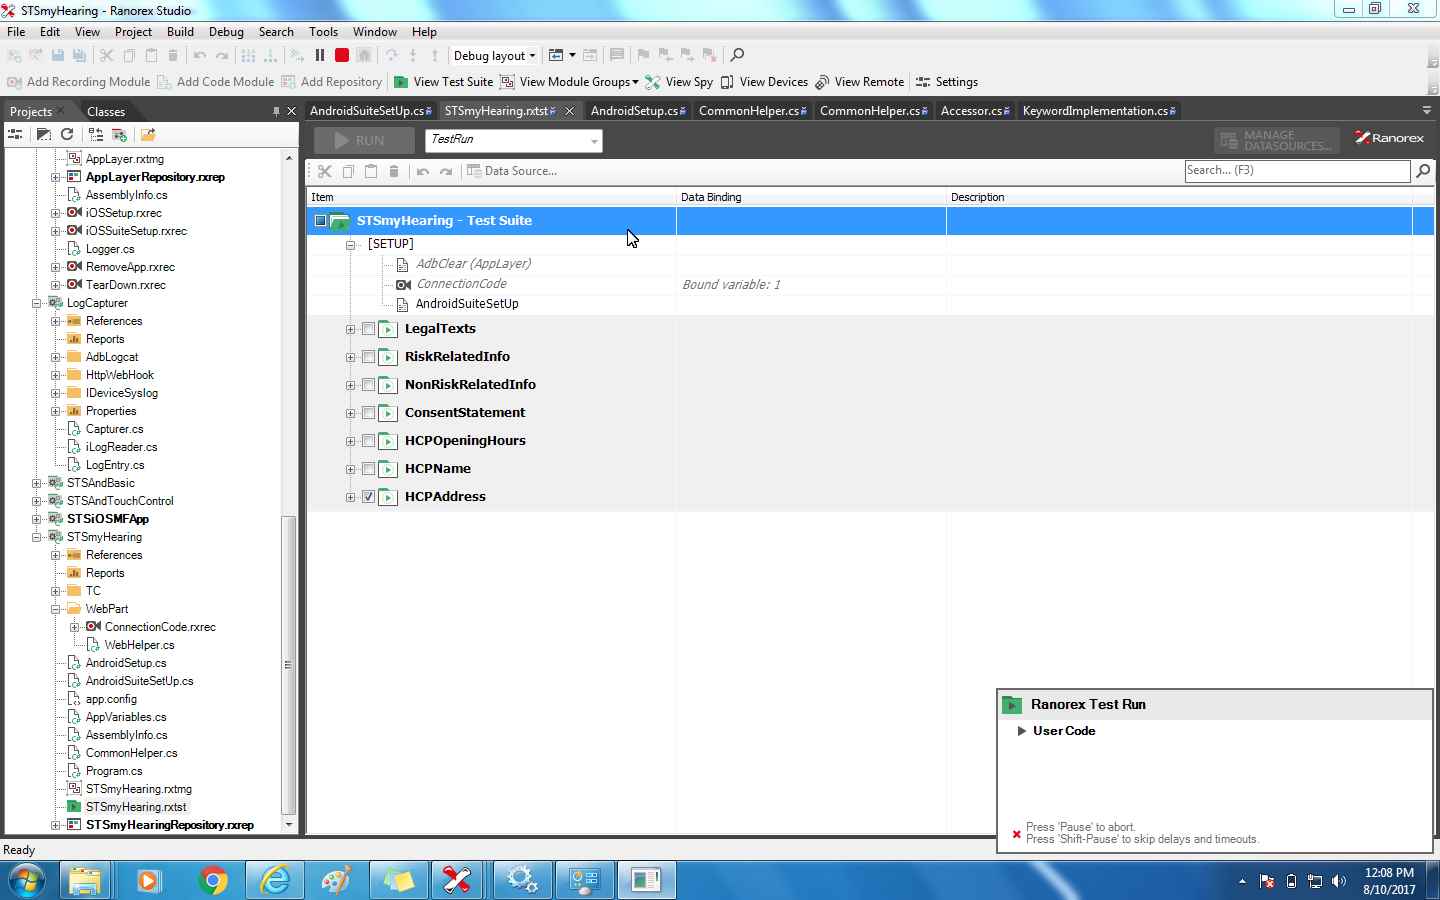 STSmyHearing - Ranorex Studio
File Edit View Project Build Debug Search Tools Window Help
Debug layout
Add Recording Module Add Code Module Add Repository View Test Suite View Module Groups View Spy View Devices View Remote Settings
Projects Classes
AndroidSuiteSetUp.cs STSmyHearing.rxtst AndroidSetup.cs CommonHelper.cs CommonHelper.cs Accessor.cs KeywordImplementation.cs
RUN TestRun MANAGE DATASOURCES... Ranorex
Data Source... Search... (F3)
Item Data Binding Description
AppLayer.rxtmg
AppLayerRepository.rxrep
AssemblyInfo.cs
iOSSetup.rxrec
iOSSuiteSetup.rxrec
Logger.cs
RemoveApp.rxrec
TearDown.rxrec
LogCapturer
References
Reports
AdbLogcat
HttpWebHook
IDeviceSyslog
Properties
Capturer.cs
iLogReader.cs
LogEntry.cs
STSAndBasic
STSAndTouchControl
STSiOSMFApp
STSmyHearing
References
Reports
TC
WebPart
ConnectionCode.rxrec
WebHelper.cs
AndroidSetup.cs
AndroidSuiteSetUp.cs
app.config
AppVariables.cs
AssemblyInfo.cs
CommonHelper.cs
Program.cs
STSmyHearing.rxtmg
STSmyHearing.rxtst
STSmyHearingRepository.rxrep
STSmyHearing - Test Suite
[SETUP]
AdbClear (AppLayer)
ConnectionCode Bound variable: 1
AndroidSuiteSetUp
LegalTexts
RiskRelatedInfo
NonRiskRelatedInfo
ConsentStatement
HCPOpeningHours
HCPName
HCPAddress
Ranorex Test Run
User Code
Press 'Pause' to abort.
Press 'Shift-Pause' to skip delays and timeouts.
Ready
12:08 PM
8/10/2017